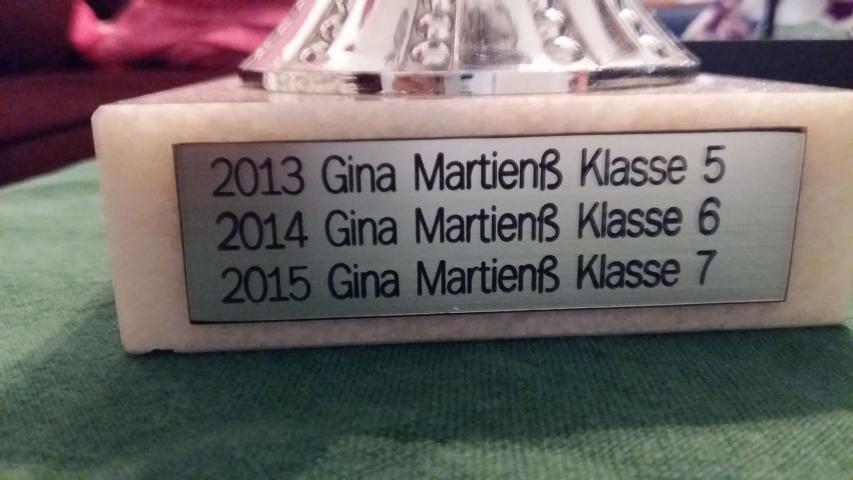 2013 Gina Martienß Klasse 5
2014 Gina Martienß Klasse 6
2015 Gina Martienß Klasse 7